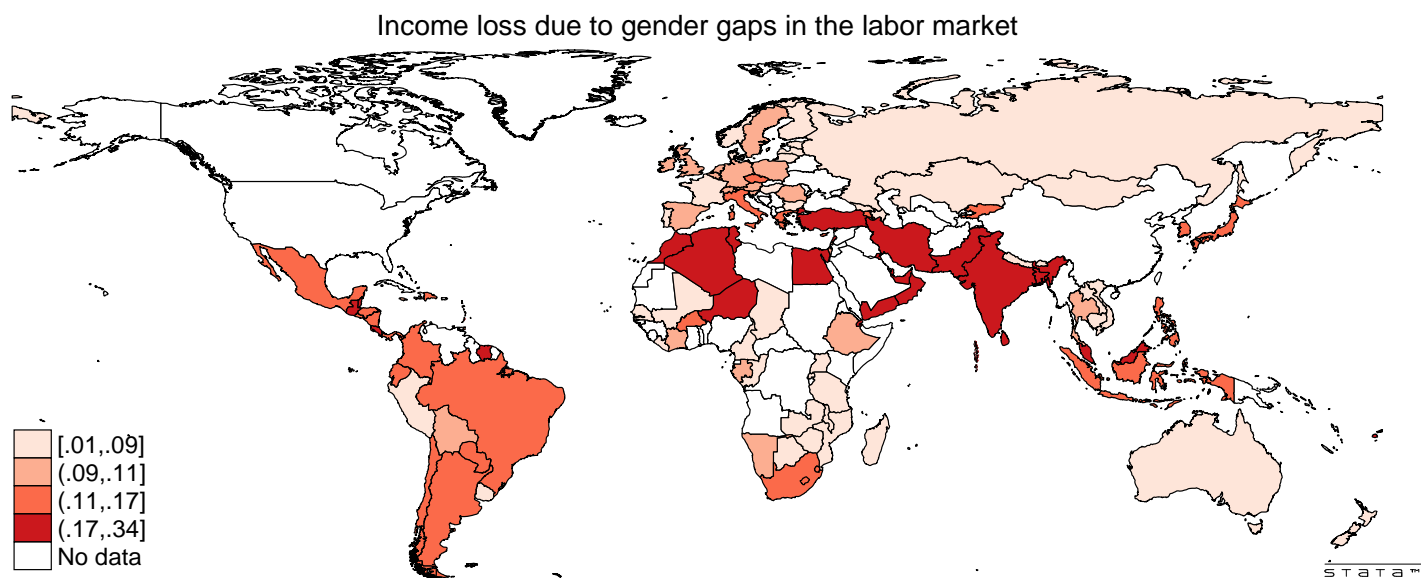 Income loss due to gender gaps in the labor market
[.01,.09]
(.09,.11]
(.11,.17]
(.17,.34]
No data
STATA™